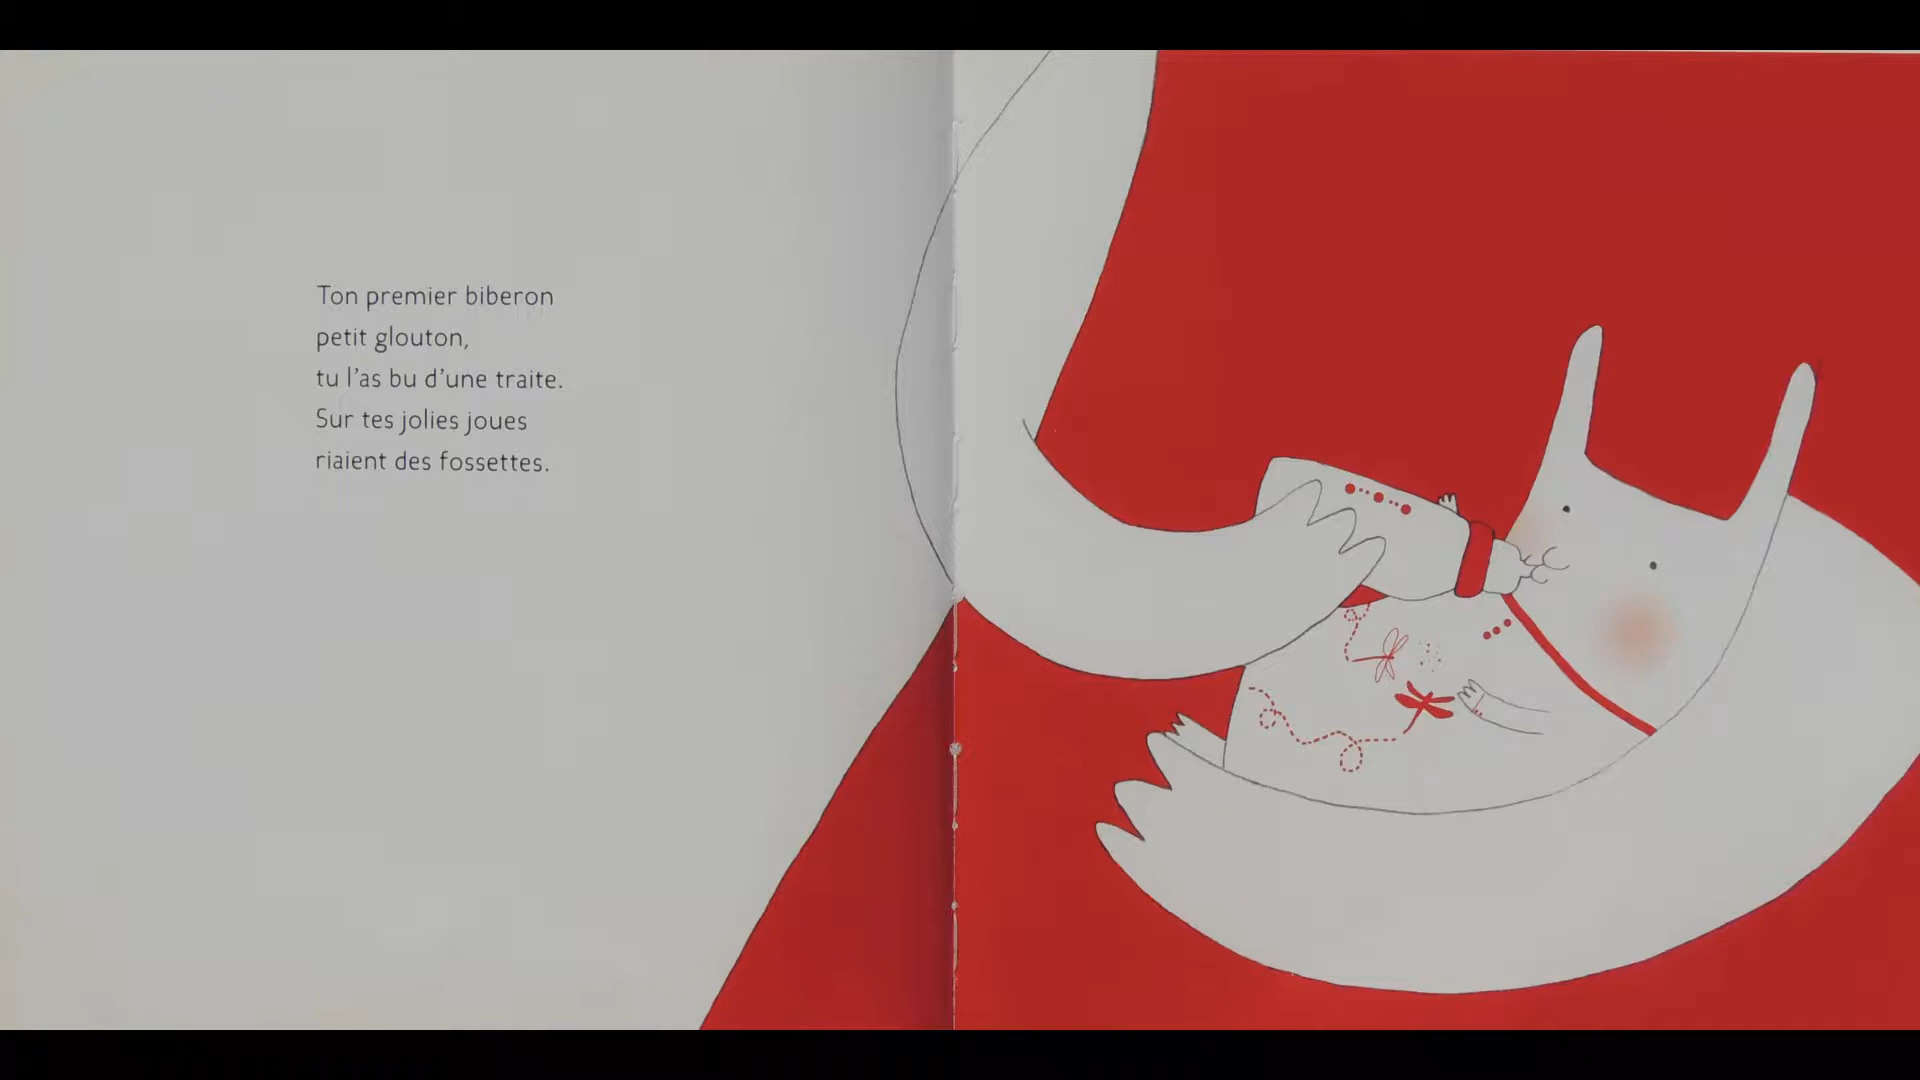 Ton premier biberon
petit glouton,
tu l'as bu d'une traite.
Sur tes jolies joues
riaient des fossettes.